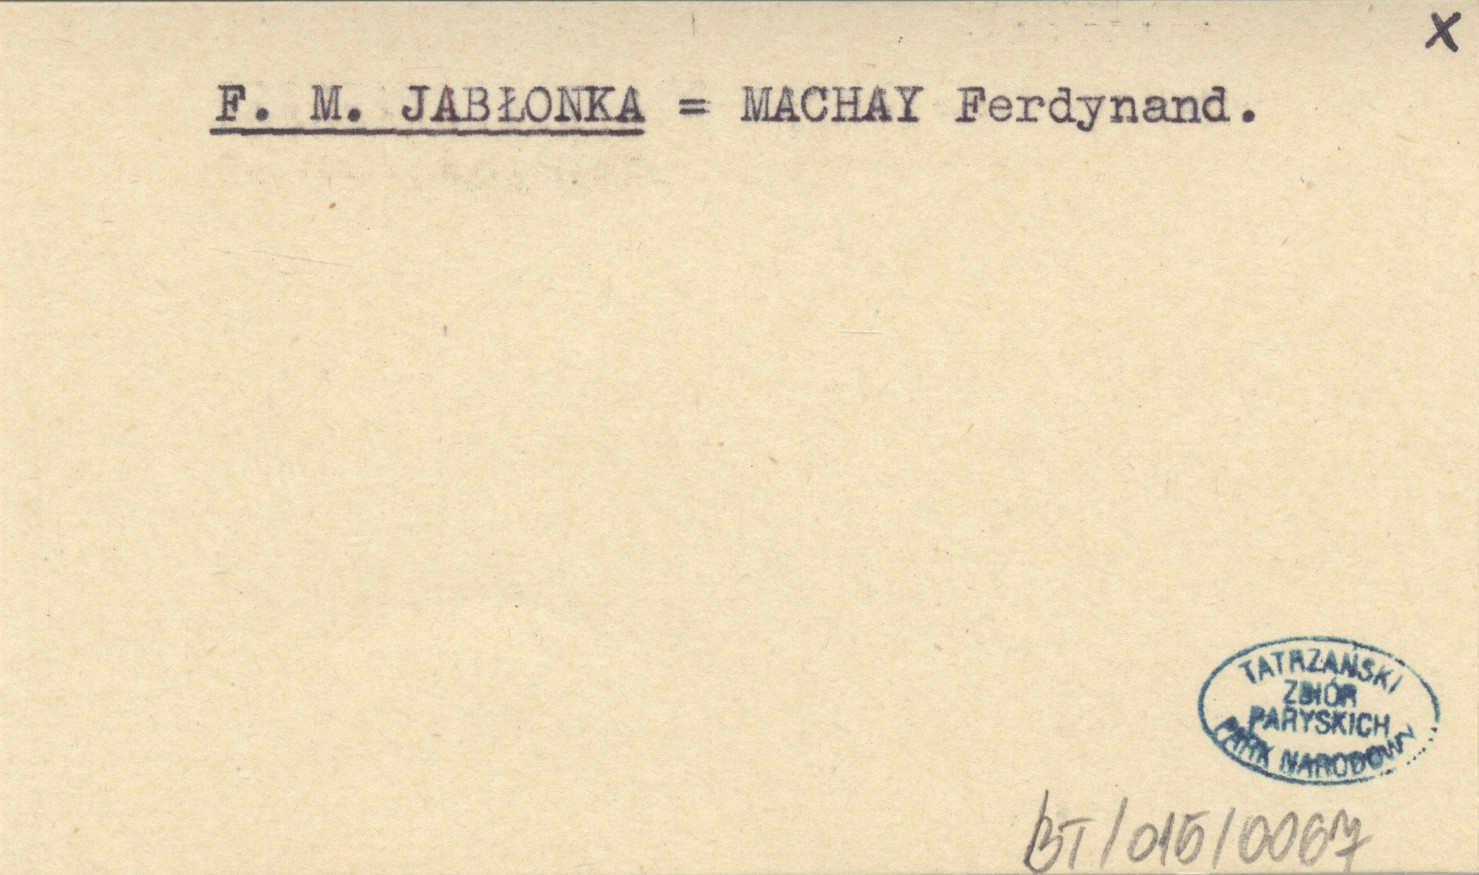 x
F. M. JABŁONKA = MACHAY Ferdynand.
TATRZAŃSKI
ZBIÓR
PARYSKICH
PARK NARODOWY
BT/015/0067